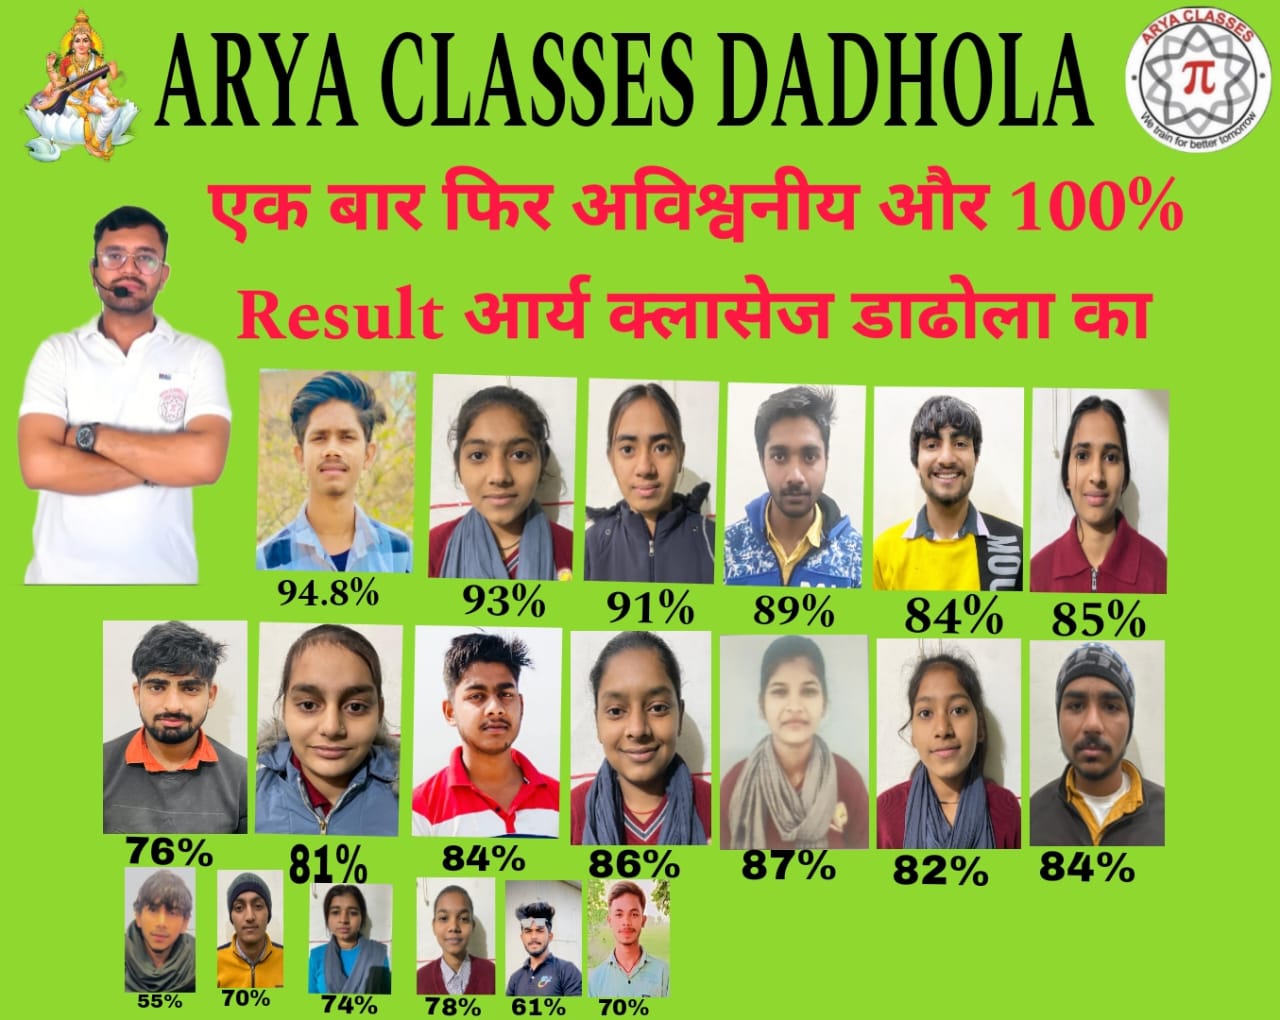 ARYA CLASSES DADHOLA
ARYA CLASSES
π
We train for better tomorrow
एक बार फिर अविश्वनीय और 100%
Result आर्य क्लासेज डाढोला का
94.8% 93% 91% 89% 84% 85%
76% 81% 84% 86% 87% 82% 84%
55% 70% 74% 78% 61% 70%